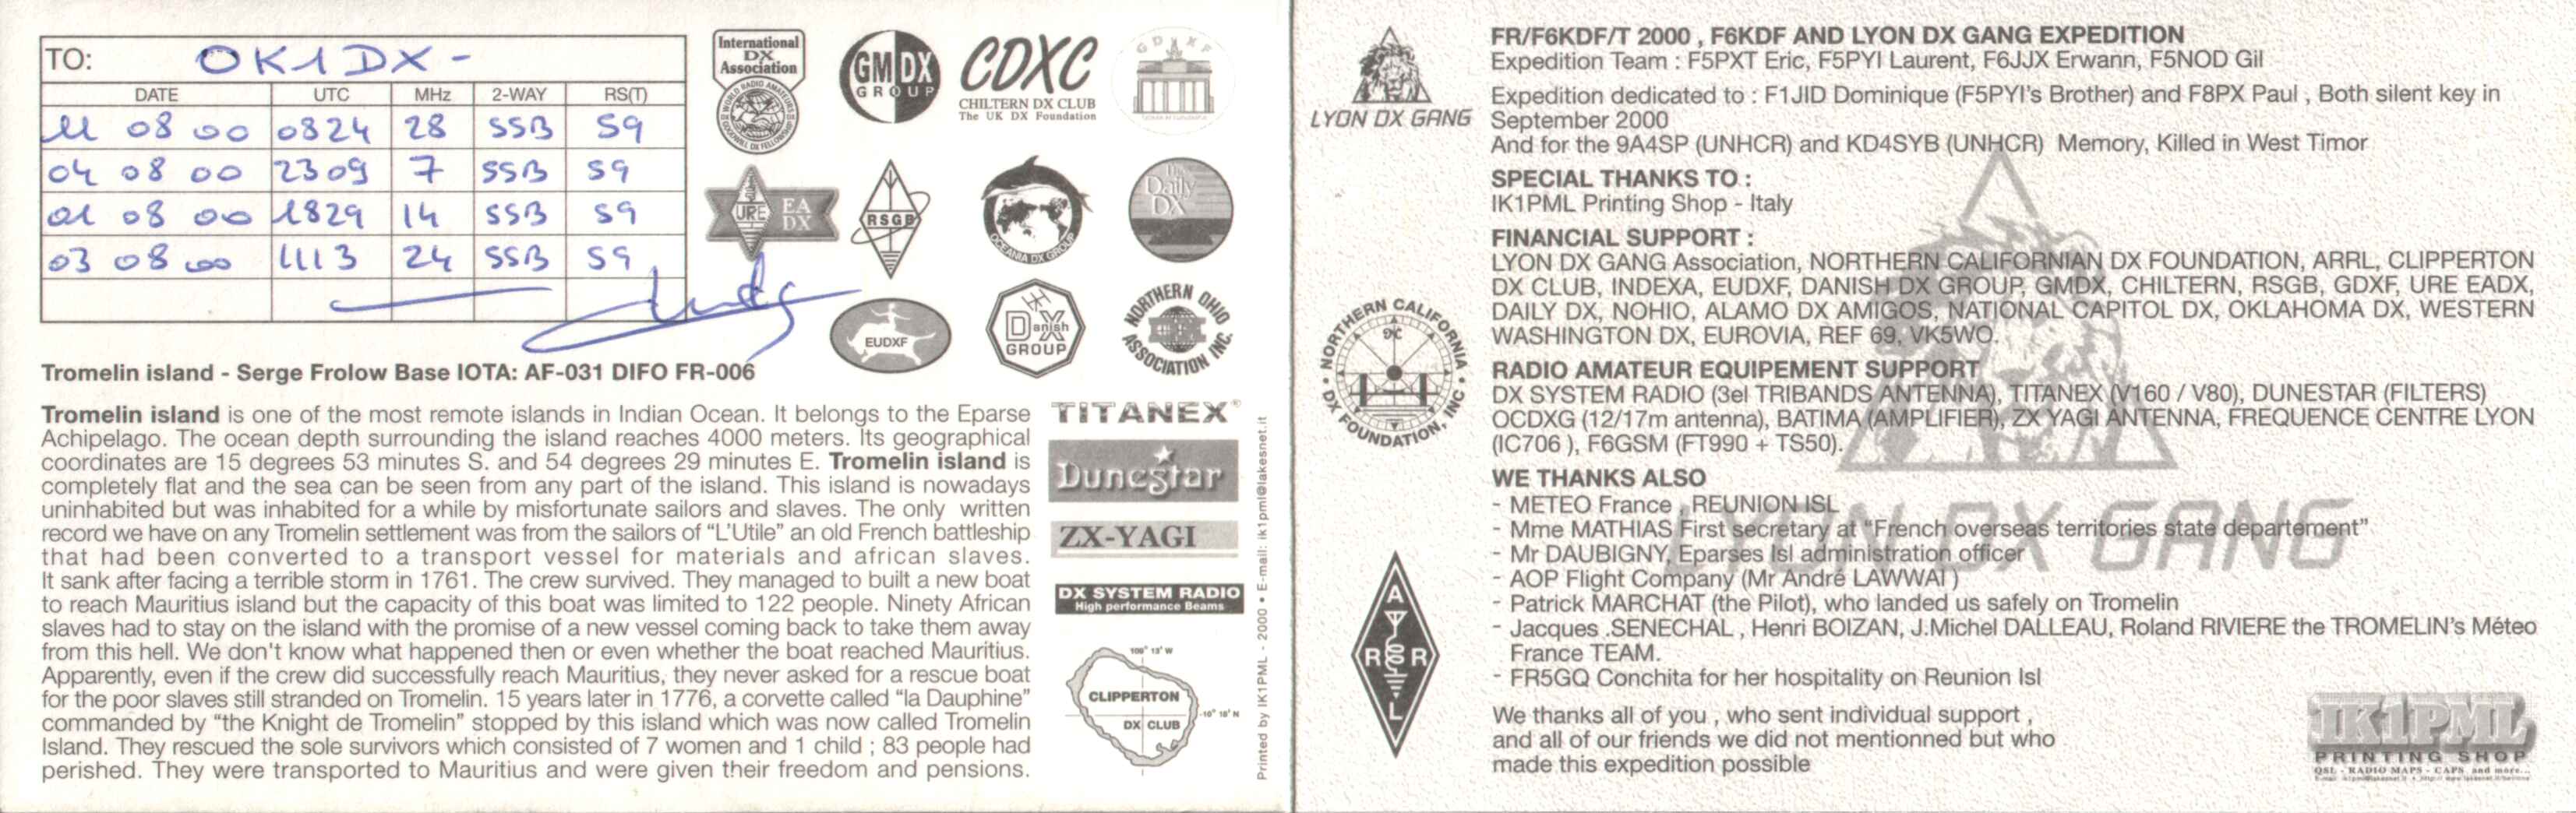 TO: OK1DX -
DATE UTC MHz 2-WAY RS(T)
11 08 00 0824 28 SSB 59
04 08 00 2309 7 SSB 59
01 08 00 1829 14 SSB 59
03 08 00 1113 24 SSB 59
International
DX
Association
WORLD RADIO AMATEURS
GOODWILL DX FELLOWSHIP
GMDX
GROUP
CDXC
CHILTERN DX CLUB
The UK DX Foundation
GDXF
URE EA
DX
RSGB
OCEANIA DX GROUP
The
Daily
DX
EUDXF
DX
Danish
GROUP
NORTHERN OHIO
ASSOCIATION INC.
Tromelin island - Serge Frolow Base IOTA: AF-031 DIFO FR-006
Tromelin island is one of the most remote islands in Indian Ocean. It belongs to the Eparse
Achipelago. The ocean depth surrounding the island reaches 4000 meters. Its geographical
coordinates are 15 degrees 53 minutes S. and 54 degrees 29 minutes E. Tromelin island is
completely flat and the sea can be seen from any part of the island. This island is nowadays
uninhabited but was inhabited for a while by misfortunate sailors and slaves. The only written
record we have on any Tromelin settlement was from the sailors of “L'Utile” an old French battleship
that had been converted to a transport vessel for materials and african slaves.
It sank after facing a terrible storm in 1761. The crew survived. They managed to built a new boat
to reach Mauritius island but the capacity of this boat was limited to 122 people. Ninety African
slaves had to stay on the island with the promise of a new vessel coming back to take them away
from this hell. We don't know what happened then or even whether the boat reached Mauritius.
Apparently, even if the crew did successfully reach Mauritius, they never asked for a rescue boat
for the poor slaves still stranded on Tromelin. 15 years later in 1776, a corvette called “la Dauphine”
commanded by “the Knight de Tromelin” stopped by this island which was now called Tromelin
Island. They rescued the sole survivors which consisted of 7 women and 1 child ; 83 people had
perished. They were transported to Mauritius and were given their freedom and pensions.
TITANEX®
Dunestar
ZX-YAGI
DX SYSTEM RADIO
High performance Beams
109° 13' W
CLIPPERTON
10° 18' N
DX CLUB
Printed by IK1PML - 2000 • E-mail: ik1pml@lakesnet.it
LYON DX GANG
FR/F6KDF/T 2000 , F6KDF AND LYON DX GANG EXPEDITION
Expedition Team : F5PXT Eric, F5PYI Laurent, F6JJX Erwann, F5NOD Gil
Expedition dedicated to : F1JID Dominique (F5PYI's Brother) and F8PX Paul , Both silent key in
September 2000
And for the 9A4SP (UNHCR) and KD4SYB (UNHCR) Memory, Killed in West Timor
SPECIAL THANKS TO :
IK1PML Printing Shop - Italy
FINANCIAL SUPPORT :
LYON DX GANG Association, NORTHERN CALIFORNIAN DX FOUNDATION, ARRL, CLIPPERTON
DX CLUB, INDEXA, EUDXF, DANISH DX GROUP, GMDX, CHILTERN, RSGB, GDXF, URE EADX,
DAILY DX, NOHIO, ALAMO DX AMIGOS, NATIONAL CAPITOL DX, OKLAHOMA DX, WESTERN
WASHINGTON DX, EUROVIA, REF 69, VK5WO.
RADIO AMATEUR EQUIPEMENT SUPPORT
DX SYSTEM RADIO (3el TRIBANDS ANTENNA), TITANEX (V160 / V80), DUNESTAR (FILTERS)
OCDXG (12/17m antenna), BATIMA (AMPLIFIER), ZX YAGI ANTENNA, FREQUENCE CENTRE LYON
(IC706 ), F6GSM (FT990 + TS50).
WE THANKS ALSO
- METEO France , REUNION ISL
- Mme MATHIAS First secretary at “French overseas territories state departement”
- Mr DAUBIGNY, Eparses Isl administration officer
- AOP Flight Company (Mr André LAWWAI )
- Patrick MARCHAT (the Pilot), who landed us safely on Tromelin
- Jacques .SENECHAL , Henri BOIZAN, J.Michel DALLEAU, Roland RIVIERE the TROMELIN's Méteo
France TEAM.
- FR5GQ Conchita for her hospitality on Reunion Isl
We thanks all of you , who sent individual support ,
and all of our friends we did not mentionned but who
made this expedition possible
LYON DX GANG
NORTHERN CALIFORNIA
DX FOUNDATION, INC
ARRL
IK1PML
PRINTING SHOP
QSL - RADIO MAPS - CAPS and more...